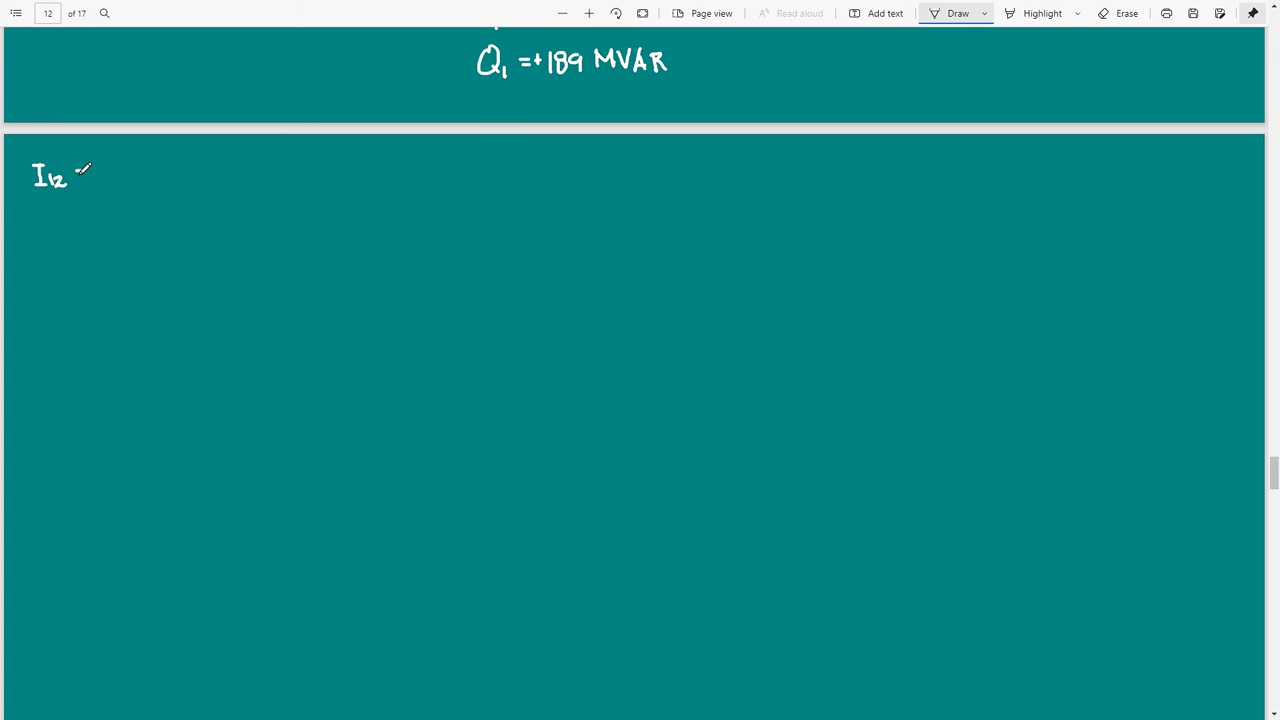 12 of 17 Page view Read aloud Add text Draw Highlight Erase
Q₁ =+189 MVAR
I₁₂